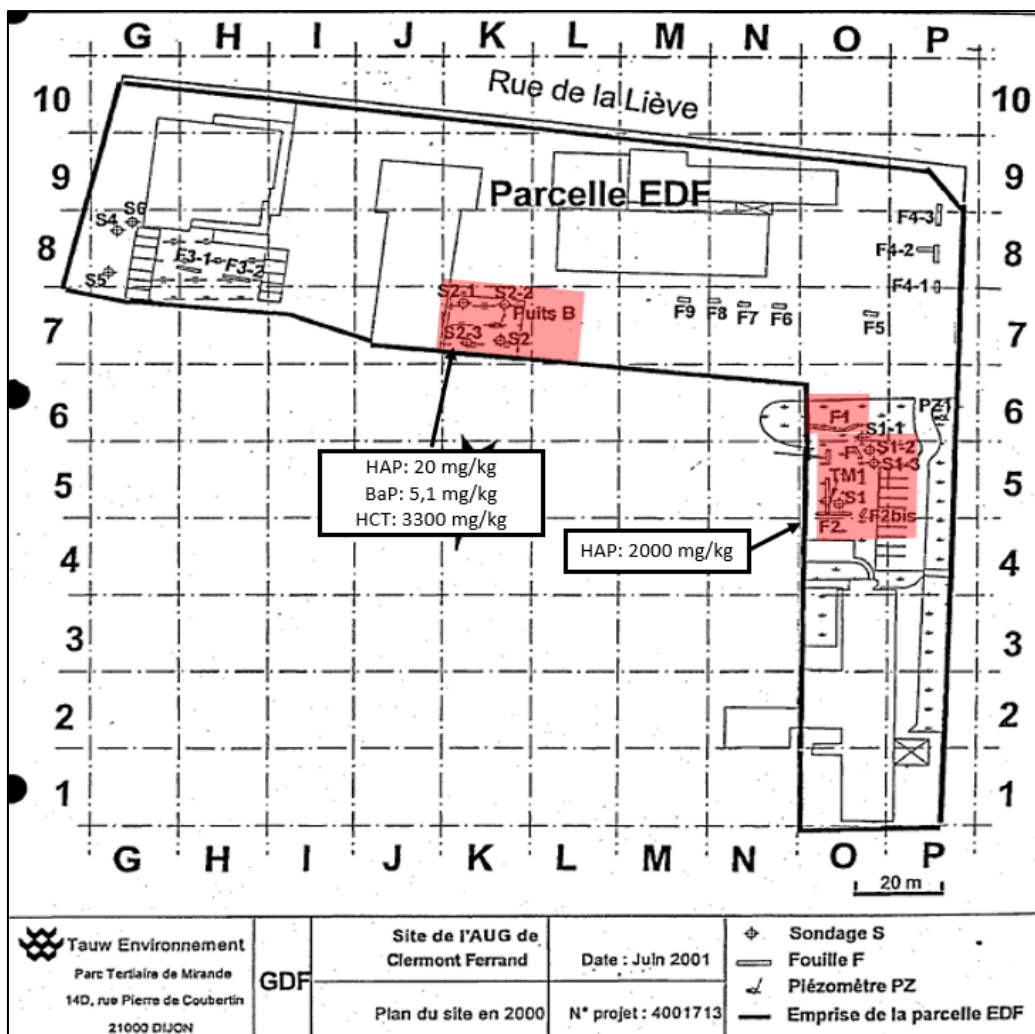 G H I J K L M N O P
10 Rue de la Liève 10
9 Parcelle EDF 9
S6
S4
F4-3
8 F3-1 F3-2 F4-2 8
S5
F4-1
S2-1 S2-2
Puits B F9 F8 F7 F6 F5
7 S2-3 S2 7
6 F1 PZ1 6
S1-1
S1-2
S1-3
HAP: 20 mg/kg
BaP: 5,1 mg/kg
HCT: 3300 mg/kg
5 TM1 5
S1
F2 F2bis
HAP: 2000 mg/kg
4 4
3 3
2 2
1 1
G H I J K L M N O P
20 m
Tauw Environnement
Parc Tertiaire de Mirande
14D, rue Pierre de Coubertin
21000 DIJON
GDF
Site de l'AUG de
Clermont Ferrand
Plan du site en 2000
Date : Juin 2001
N° projet : 4001713
Sondage S
Fouille F
Piézomètre PZ
Emprise de la parcelle EDF